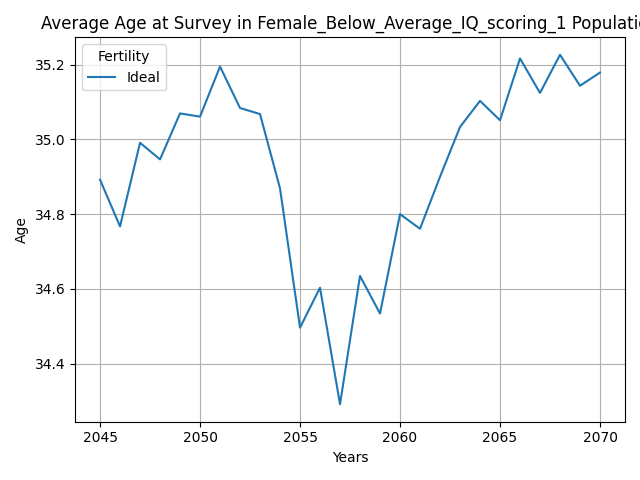 Average Age at Survey in Female_Below_Average_IQ_scoring_1 Populati
Fertility
Ideal
35.2
35.0
34.8
34.6
34.4
Age
2045 2050 2055 2060 2065 2070
Years